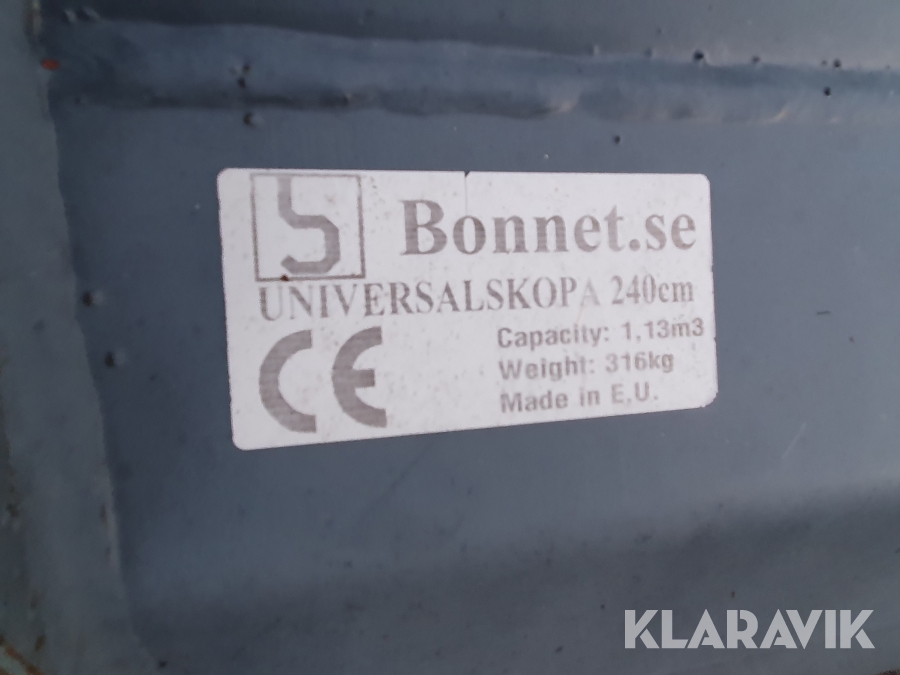 b Bonnet.se
UNIVERSALSKOPA 240cm
CE
Capacity: 1,13m3
Weight: 316kg
Made in E.U.
KLARAVIK